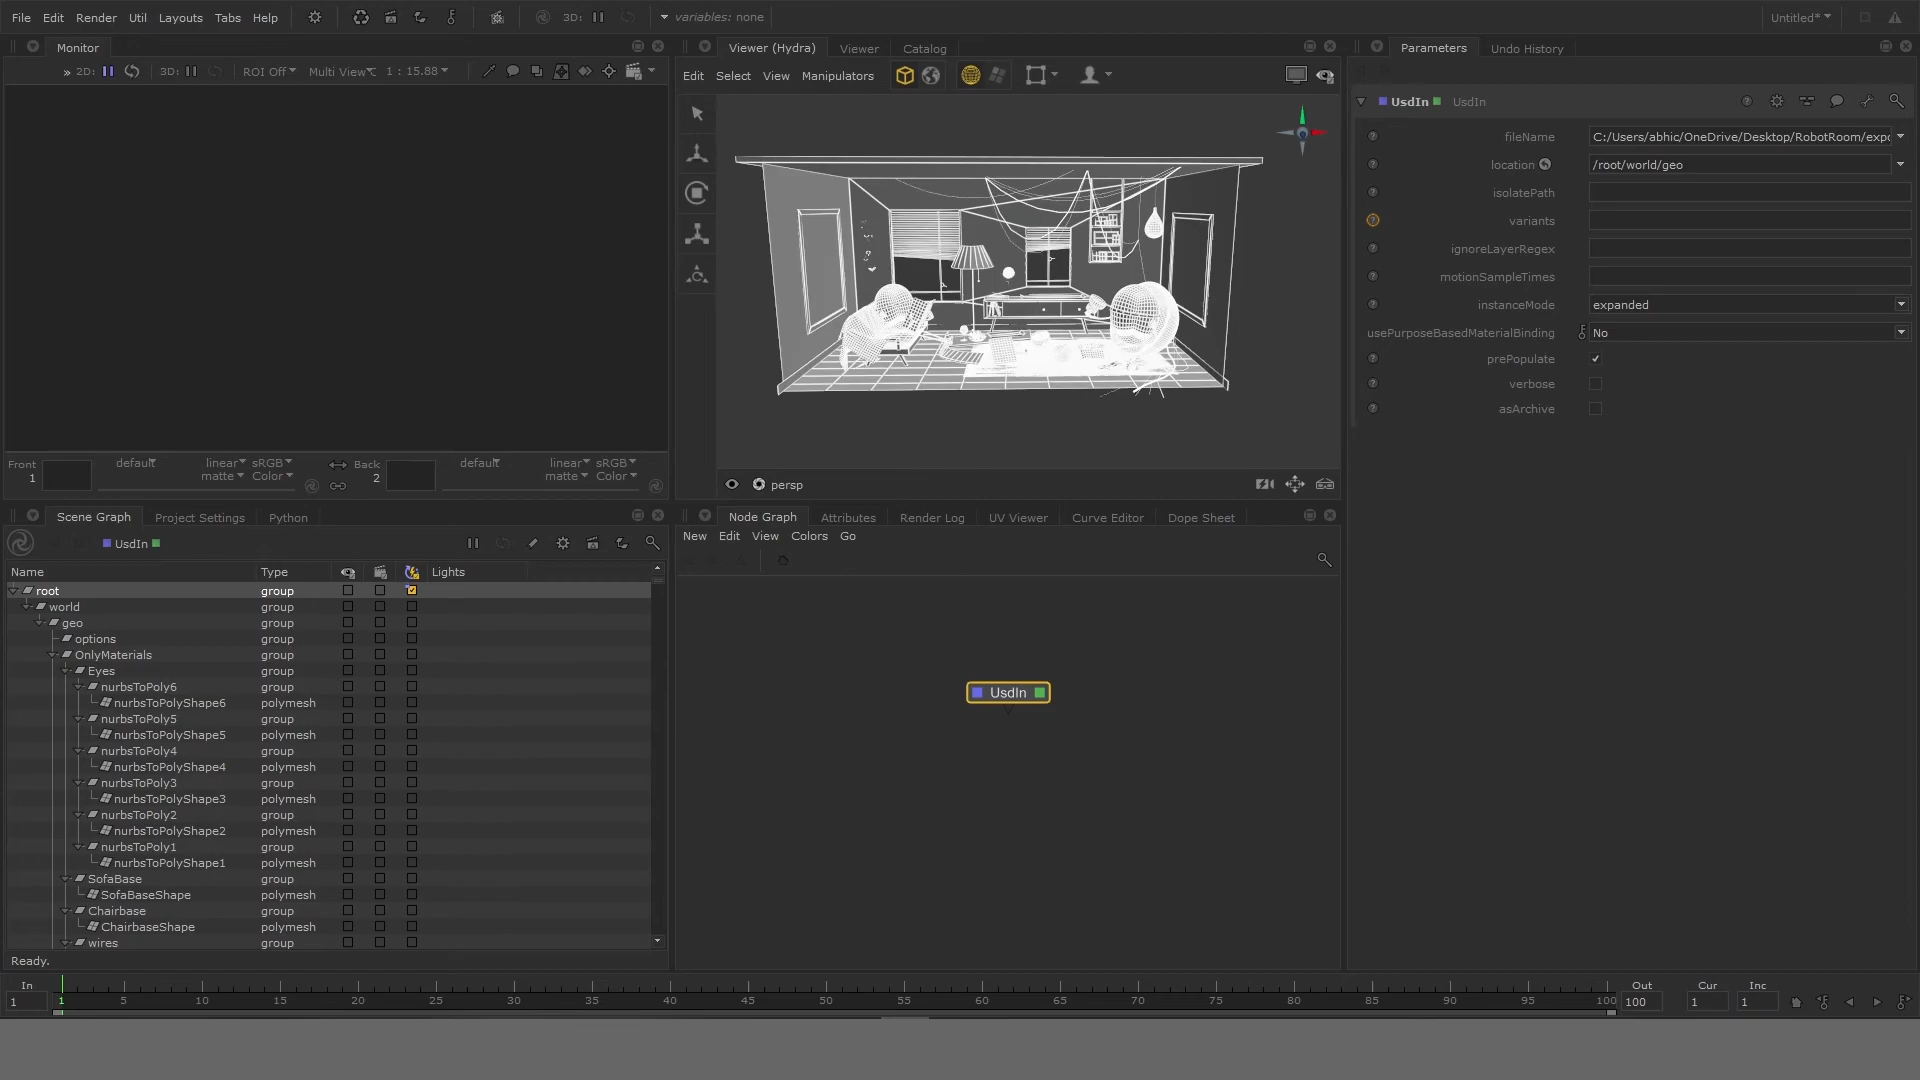 File Edit Render Util Layouts Tabs Help
3D:
variables: none
Untitled*
Monitor
2D: 3D: ROI Off Multi View 1 : 15.88
Front
1
default
linear sRGB
matte Color
Back
2
default
linear sRGB
matte Color
Viewer (Hydra) Viewer Catalog
Edit Select View Manipulators
persp
Parameters Undo History
UsdIn UsdIn
fileName C:/Users/abhic/OneDrive/Desktop/RobotRoom/expo
location /root/world/geo
isolatePath
variants
ignoreLayerRegex
motionSampleTimes
instanceMode expanded
usePurposeBasedMaterialBinding No
prePopulate
verbose
asArchive
Scene Graph Project Settings Python
UsdIn
Name Type Lights
root group
world group
geo group
options group
OnlyMaterials group
Eyes group
nurbsToPoly6 group
nurbsToPolyShape6 polymesh
nurbsToPoly5 group
nurbsToPolyShape5 polymesh
nurbsToPoly4 group
nurbsToPolyShape4 polymesh
nurbsToPoly3 group
nurbsToPolyShape3 polymesh
nurbsToPoly2 group
nurbsToPolyShape2 polymesh
nurbsToPoly1 group
nurbsToPolyShape1 polymesh
SofaBase group
SofaBaseShape polymesh
Chairbase group
ChairbaseShape polymesh
wires group
Ready.
Node Graph Attributes Render Log UV Viewer Curve Editor Dope Sheet
New Edit View Colors Go
UsdIn
In
1
1 5 10 15 20 25 30 35 40 45 50 55 60 65 70 75 80 85 90 95 100
Out
100
Cur
1
Inc
1